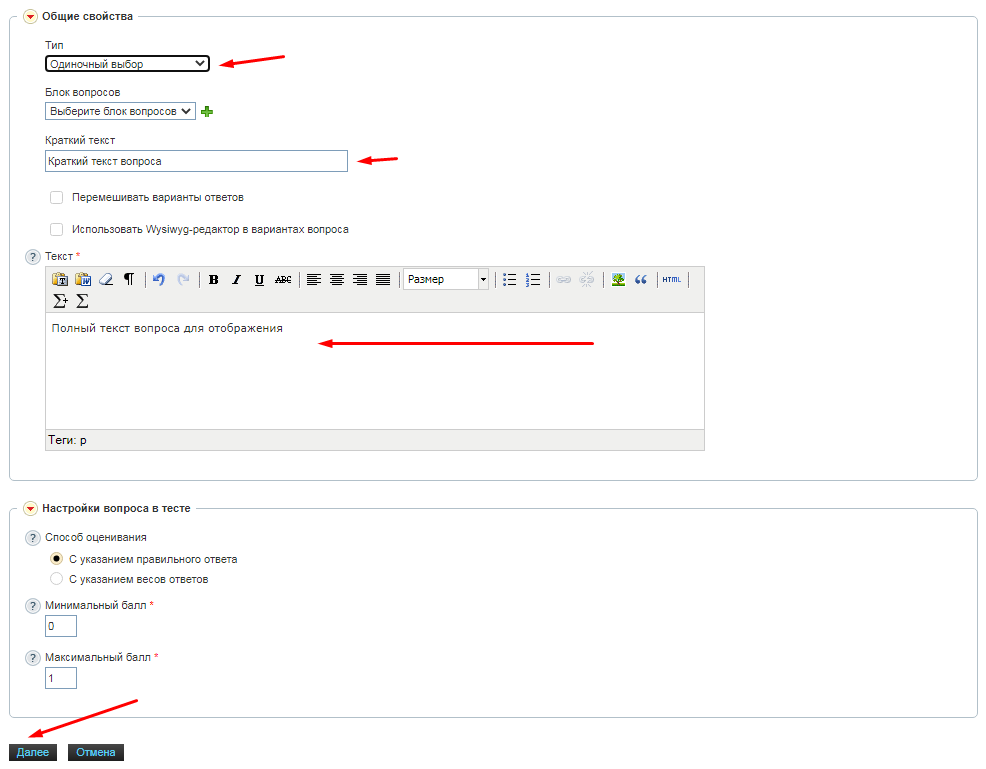 Общие свойства
Тип
Одиночный выбор
Блок вопросов
Выберите блок вопросов
Краткий текст
Краткий текст вопроса
Перемешивать варианты ответов
Использовать Wysiwyg-редактор в вариантах вопроса
? Текст *
T W ¶ B I U ABC Размер HTML
Σ+ Σ
Полный текст вопроса для отображения
Теги: p
Настройки вопроса в тесте
? Способ оценивания
С указанием правильного ответа
С указанием весов ответов
? Минимальный балл *
0
? Максимальный балл *
1
Далее Отмена